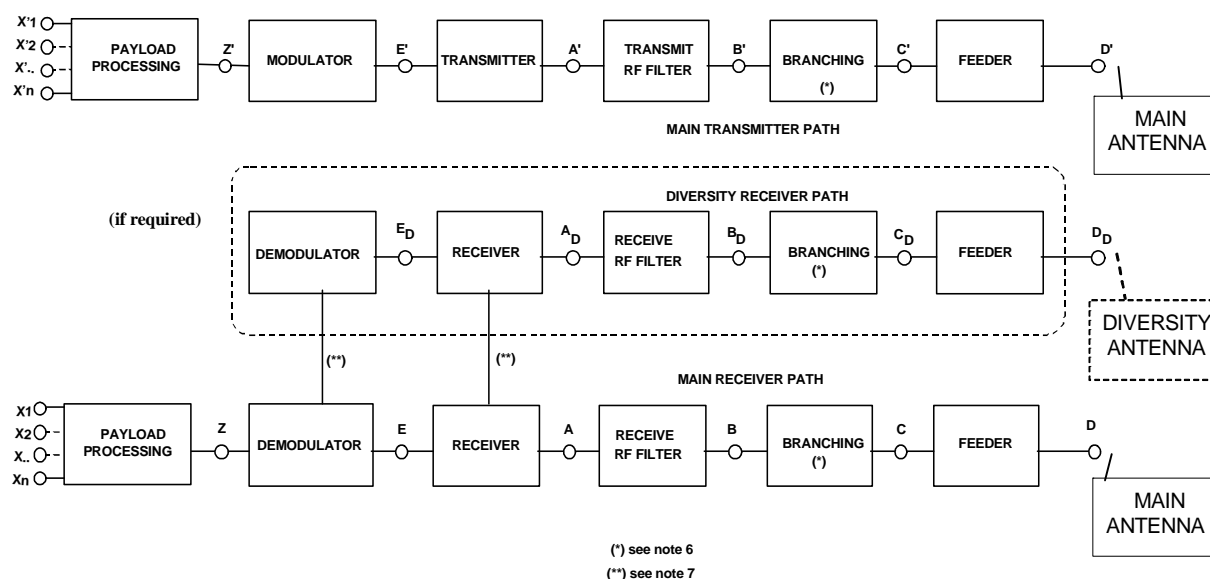 X'1
X'2
X'..
X'n
PAYLOAD
PROCESSING
Z'
MODULATOR
E'
TRANSMITTER
A'
TRANSMIT
RF FILTER
B'
BRANCHING
(*)
C'
FEEDER
D'
MAIN
ANTENNA
MAIN TRANSMITTER PATH
(if required)
DIVERSITY RECEIVER PATH
DEMODULATOR
ED
RECEIVER
AD
RECEIVE
RF FILTER
BD
BRANCHING
(*)
CD
FEEDER
DD
DIVERSITY
ANTENNA
(**)
(**)
MAIN RECEIVER PATH
X1
X2
X..
Xn
PAYLOAD
PROCESSING
Z
DEMODULATOR
E
RECEIVER
A
RECEIVE
RF FILTER
B
BRANCHING
(*)
C
FEEDER
D
MAIN
ANTENNA
(*) see note 6
(**) see note 7